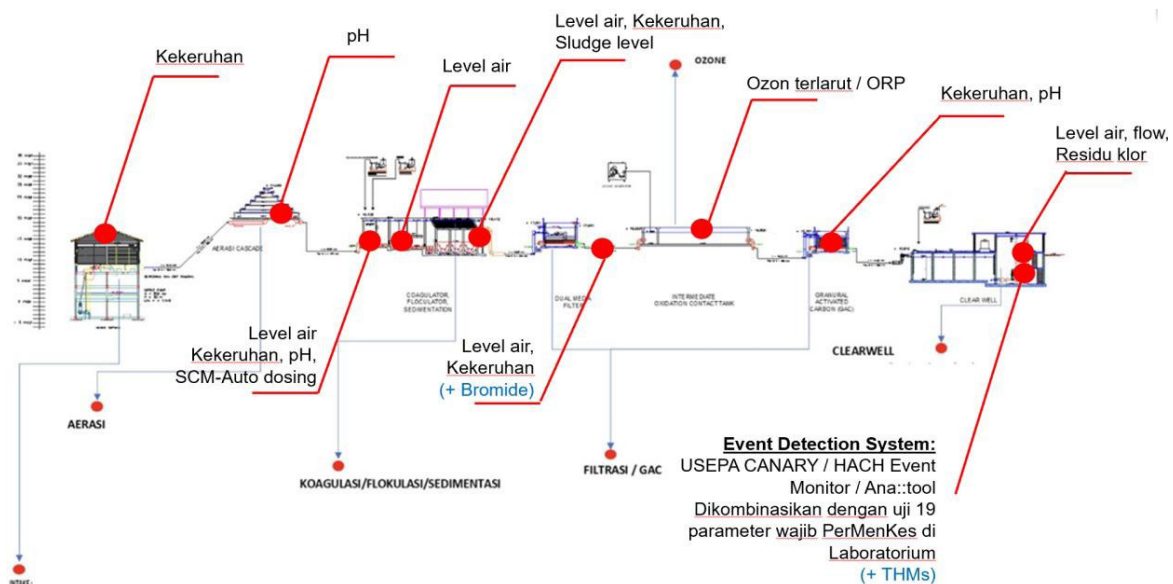 Kekeruhan
pH
Level air
Level air, Kekeruhan,
Sludge level
OZONE
Ozon terlarut / ORP
Kekeruhan, pH
Level air, flow,
Residu klor
AERASI CASCADE
COAGULATOR,
FLOCULATOR,
SEDIMENTATION
DUAL MEDIA
FILTER
INTERMEDIATE
OXIDATION CONTACT TANK
GRANURAL
ACTIVATED
CARBON (GAC)
CLEAR WELL
Level air
Kekeruhan, pH,
SCM-Auto dosing
Level air,
Kekeruhan
(+ Bromide)
CLEARWELL
AERASI
KOAGULASI/FLOKULASI/SEDIMENTASI
FILTRASI / GAC
Event Detection System:
USEPA CANARY / HACH Event
Monitor / Ana::tool
Dikombinasikan dengan uji 19
parameter wajib PerMenKes di
Laboratorium
(+ THMs)